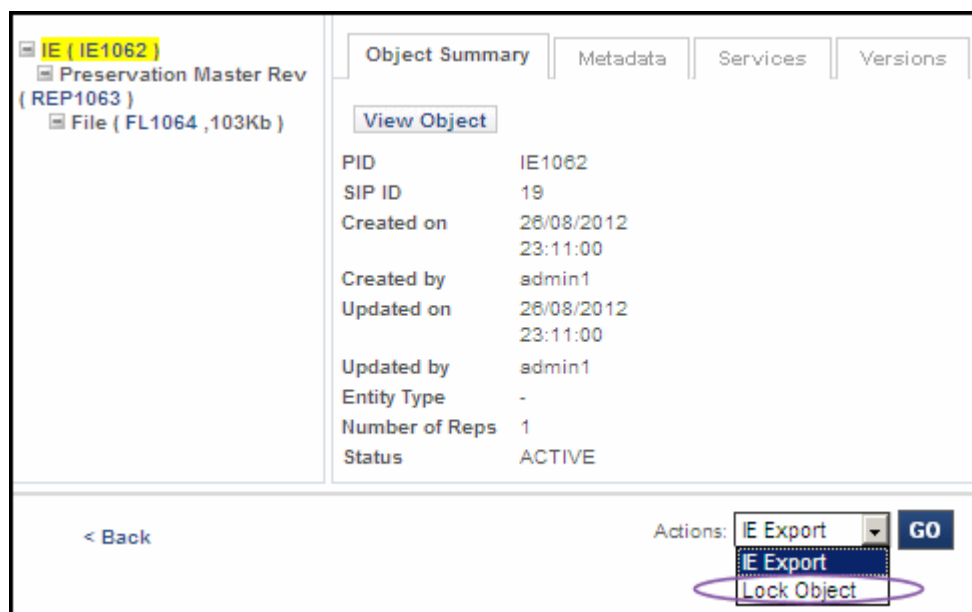 IE ( IE1062 )
Preservation Master Rev
( REP1063 )
File ( FL1064 ,103Kb )
Object Summary
Metadata
Services
Versions
View Object
PID IE1062
SIP ID 19
Created on 26/08/2012
23:11:00
Created by admin1
Updated on 26/08/2012
23:11:00
Updated by admin1
Entity Type -
Number of Reps 1
Status ACTIVE
< Back
Actions: IE Export GO
IE Export
Lock Object